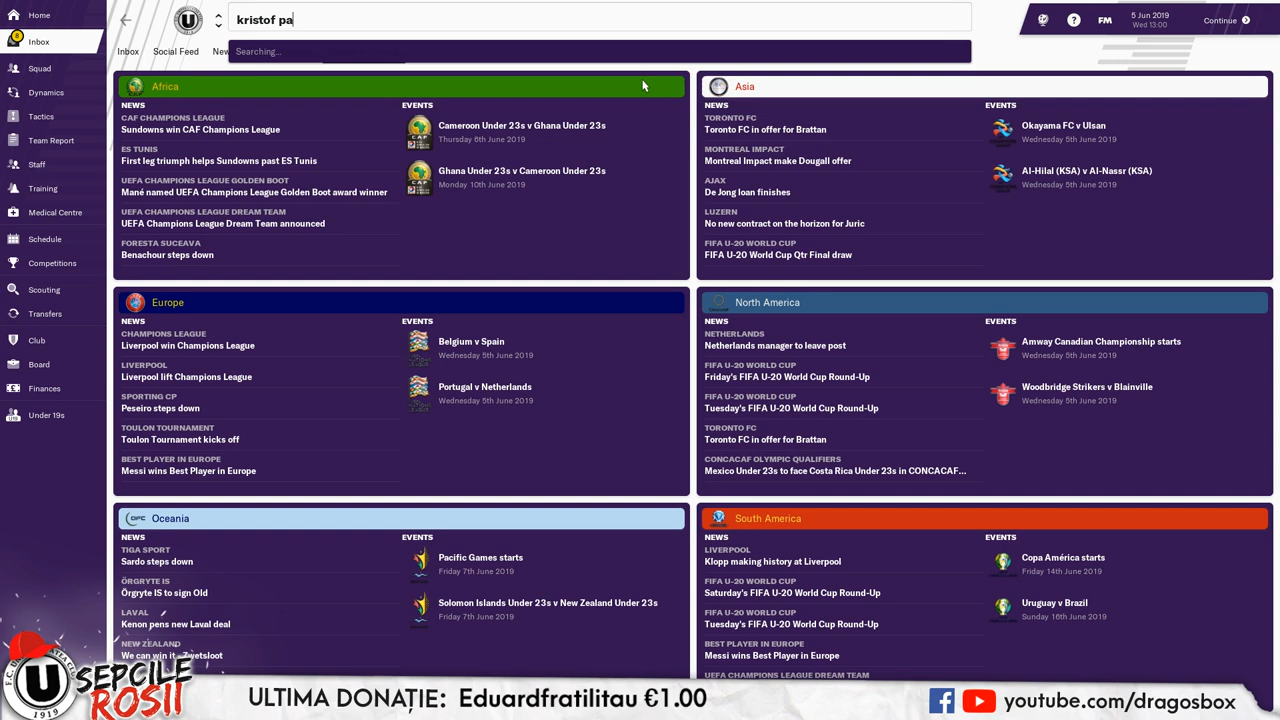 Home
kristof pa
FM
5 Jun 2019
Wed 13:00
Continue
8
Inbox
Inbox
Social Feed
New
Searching...
Squad
Dynamics
Tactics
Team Report
Staff
Training
Medical Centre
Schedule
Competitions
Scouting
Transfers
Club
Board
Finances
Under 19s
Africa
NEWS
CAF CHAMPIONS LEAGUE
Sundowns win CAF Champions League
ES TUNIS
First leg triumph helps Sundowns past ES Tunis
UEFA CHAMPIONS LEAGUE GOLDEN BOOT
Mané named UEFA Champions League Golden Boot award winner
UEFA CHAMPIONS LEAGUE DREAM TEAM
UEFA Champions League Dream Team announced
FORESTA SUCEAVA
Benachour steps down
EVENTS
Cameroon Under 23s v Ghana Under 23s
Thursday 6th June 2019
Ghana Under 23s v Cameroon Under 23s
Monday 10th June 2019
Asia
NEWS
TORONTO FC
Toronto FC in offer for Brattan
MONTREAL IMPACT
Montreal Impact make Dougall offer
AJAX
De Jong loan finishes
LUZERN
No new contract on the horizon for Juric
FIFA U-20 WORLD CUP
FIFA U-20 World Cup Qtr Final draw
EVENTS
Okayama FC v Ulsan
Wednesday 5th June 2019
Al-Hilal (KSA) v Al-Nassr (KSA)
Wednesday 5th June 2019
Europe
NEWS
CHAMPIONS LEAGUE
Liverpool win Champions League
LIVERPOOL
Liverpool lift Champions League
SPORTING CP
Peseiro steps down
TOULON TOURNAMENT
Toulon Tournament kicks off
BEST PLAYER IN EUROPE
Messi wins Best Player in Europe
EVENTS
Belgium v Spain
Wednesday 5th June 2019
Portugal v Netherlands
Wednesday 5th June 2019
North America
NEWS
NETHERLANDS
Netherlands manager to leave post
FIFA U-20 WORLD CUP
Friday's FIFA U-20 World Cup Round-Up
FIFA U-20 WORLD CUP
Tuesday's FIFA U-20 World Cup Round-Up
TORONTO FC
Toronto FC in offer for Brattan
CONCACAF OLYMPIC QUALIFIERS
Mexico Under 23s to face Costa Rica Under 23s in CONCACAF...
EVENTS
Amway Canadian Championship starts
Wednesday 5th June 2019
Woodbridge Strikers v Blainville
Wednesday 5th June 2019
Oceania
NEWS
TIGA SPORT
Sardo steps down
ÖRGRYTE IS
Örgryte IS to sign Old
LAVAL
Kenon pens new Laval deal
NEW ZEALAND
We can win it - Zwetsloot
EVENTS
Pacific Games starts
Friday 7th June 2019
Solomon Islands Under 23s v New Zealand Under 23s
Friday 7th June 2019
South America
NEWS
LIVERPOOL
Klopp making history at Liverpool
FIFA U-20 WORLD CUP
Saturday's FIFA U-20 World Cup Round-Up
FIFA U-20 WORLD CUP
Tuesday's FIFA U-20 World Cup Round-Up
BEST PLAYER IN EUROPE
Messi wins Best Player in Europe
UEFA CHAMPIONS LEAGUE DREAM TEAM
EVENTS
Copa América starts
Friday 14th June 2019
Uruguay v Brazil
Sunday 16th June 2019
U
1919
SEPCILE
ROSII
ULTIMA DONAȚIE: Eduardfratilitau €1.00
youtube.com/dragosbox